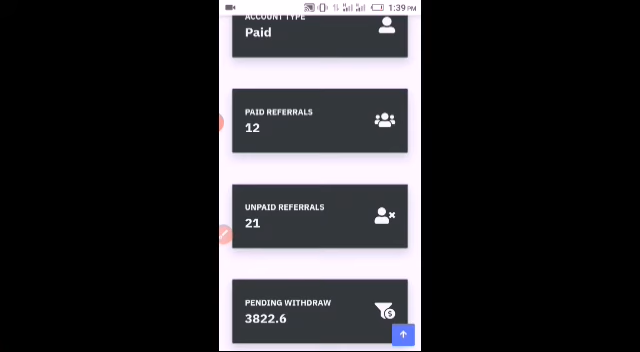 1:39 PM
ACCOUNT TYPE
Paid
PAID REFERRALS
12
UNPAID REFERRALS
21
PENDING WITHDRAW
3822.6